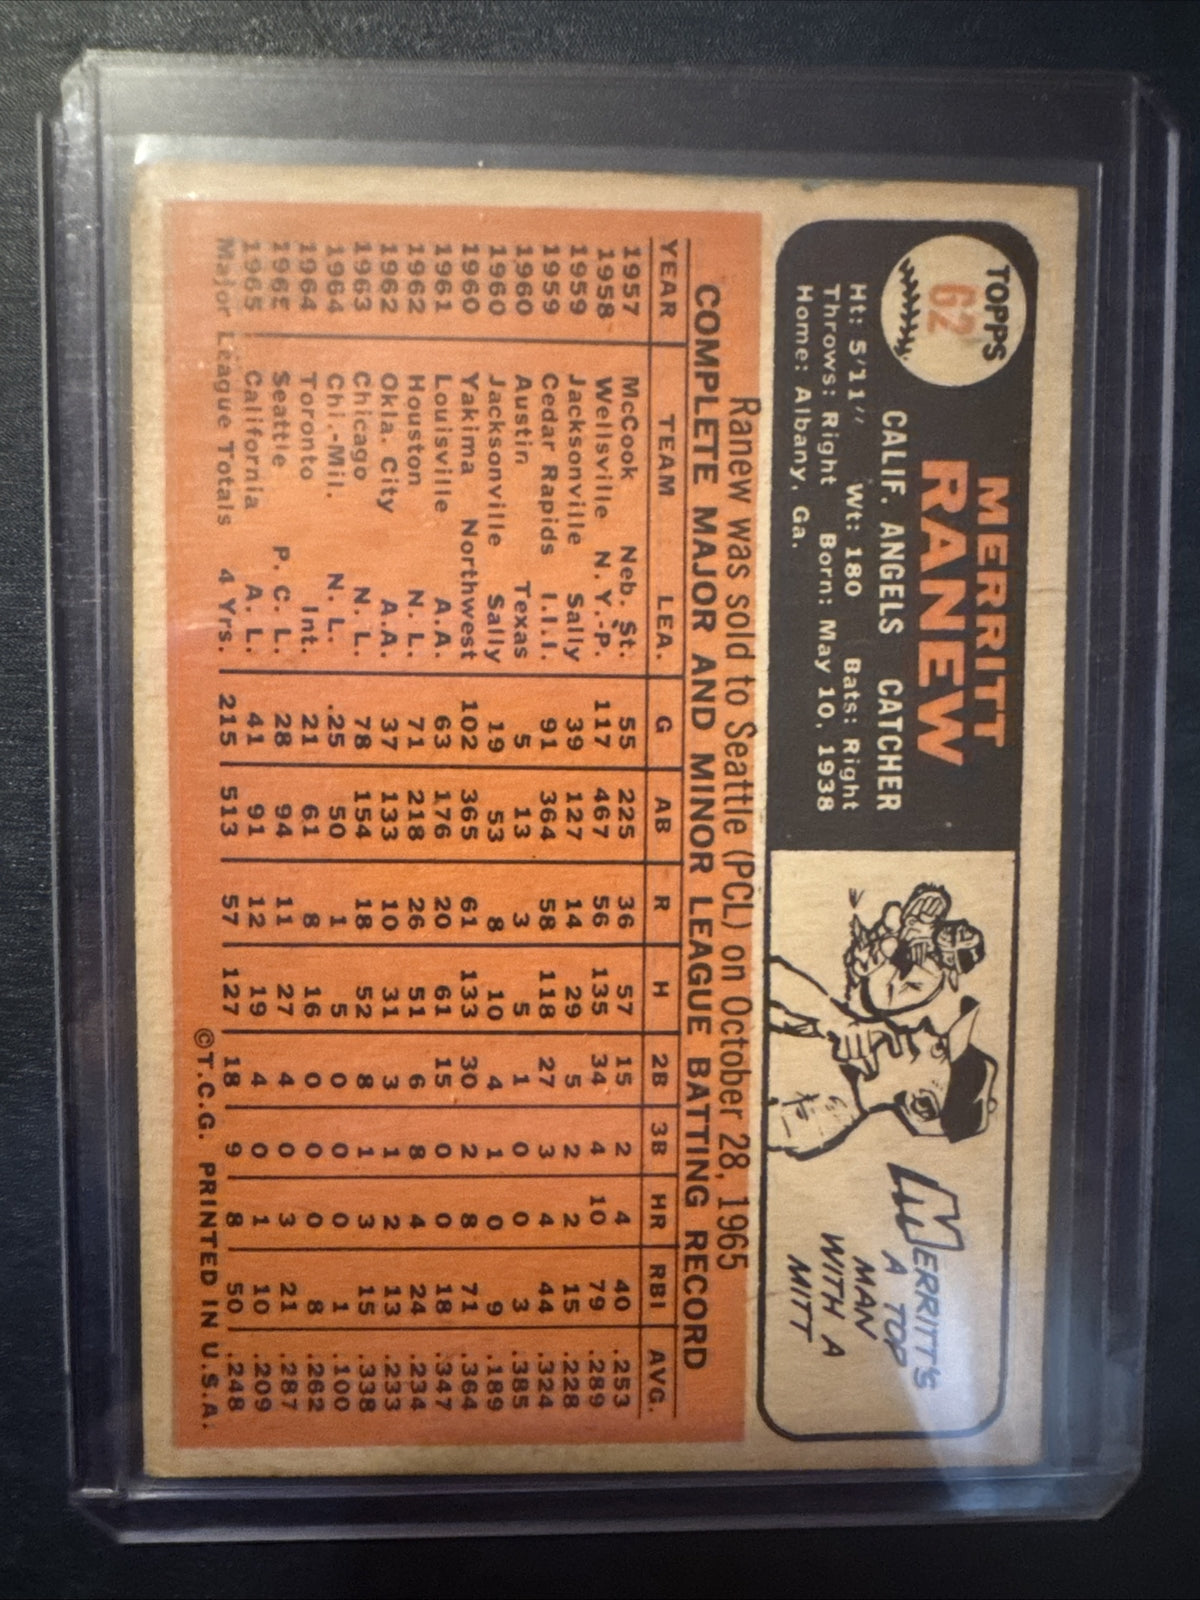 TOPPS
62
MERRITT
RANEW
CALIF. ANGELS CATCHER
Ht: 5'11" Wt: 180 Bats: Right
Throws: Right Born: May 10, 1938
Home: Albany, Ga.
MERRITT'S
A TOP
MAN
WITH A
MITT
Ranew was sold to Seattle (PCL) on October 28, 1965
COMPLETE MAJOR AND MINOR LEAGUE BATTING RECORD
YEAR TEAM LEA. G AB R H 2B 3B HR RBI AVG.
1957 McCook Neb. St. 55 225 36 57 15 2 4 40 .253
1958 Wellsville N.Y.-P. 117 467 56 135 34 4 10 79 .289
1959 Jacksonville Sally 39 127 14 29 5 2 2 15 .228
1959 Cedar Rapids I.I.I. 91 364 58 118 27 3 4 44 .324
1960 Austin Texas 5 13 3 5 1 0 0 3 .385
1960 Jacksonville Sally 19 53 8 10 4 1 0 9 .189
1960 Yakima Northwest 102 365 61 133 30 2 8 71 .364
1961 Louisville A.A. 63 176 20 61 15 0 0 18 .347
1962 Houston N.L. 71 218 26 51 6 8 4 24 .234
1962 Okla. City A.A. 37 133 10 31 3 1 2 13 .233
1963 Chicago N.L. 78 154 18 52 8 1 3 15 .338
1964 Chi.-Mil. N.L. .25 50 1 5 0 0 0 1 .100
1964 Toronto Int. 21 61 8 16 0 0 0 8 .262
1965 Seattle P.C.L. 28 94 11 27 4 0 3 21 .287
1965 California A.L. 41 91 12 19 4 0 1 10 .209
Major League Totals 4 Yrs. 215 513 57 127 18 9 8 50 .248
©T.C.G. PRINTED IN U.S.A.